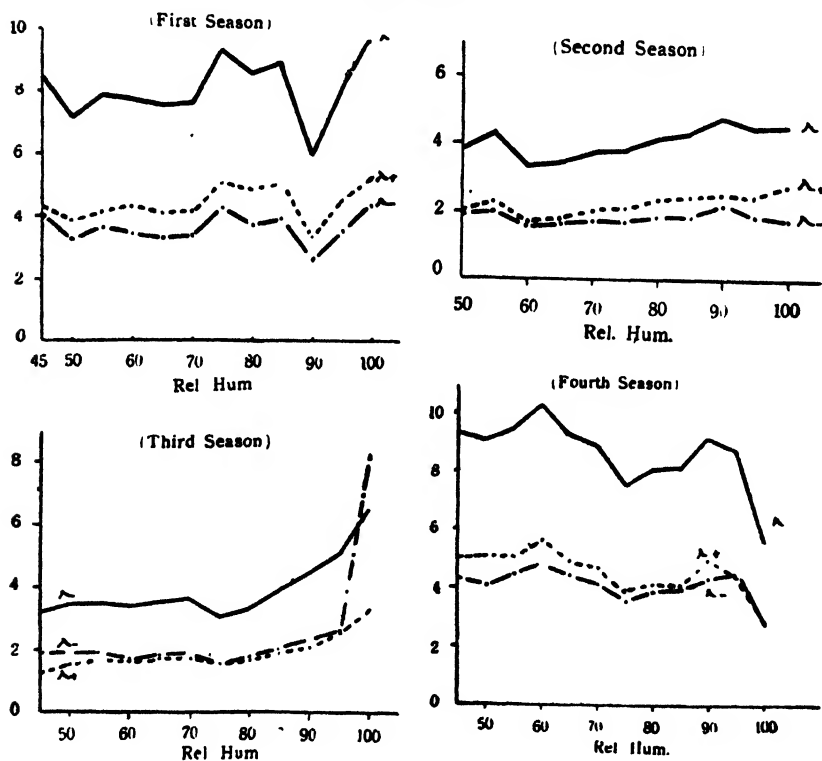 (First Season)
10
8
6
4
2
0
45 50 60 70 80 90 100
Rel Hum
(Second Season)
6
4
2
0
50 60 70 80 90 100
Rel. Hum.
(Third Season)
8
6
4
2
0
50 60 70 80 90 100
Rel Hum
(Fourth Season)
10
8
6
4
2
0
50 60 70 80 90 100
Rel Hum.